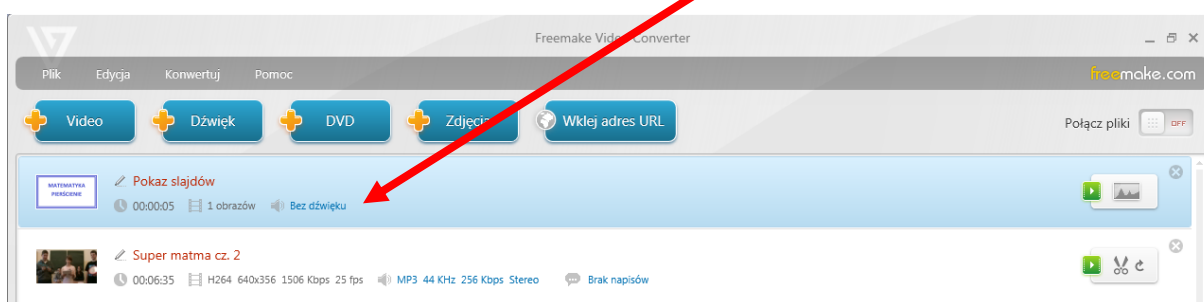 Freemake Video Converter
Plik Edycja Konwertuj Pomoc freemake.com
Video Dźwięk DVD Zdjęcia Wklej adres URL Połącz pliki OFF
MATEMATYKA
PIERŚCIENIE
Pokaz slajdów
00:00:05 1 obrazów Bez dźwięku
Super matma cz. 2
00:06:35 H264 640x356 1506 Kbps 25 fps MP3 44 KHz 256 Kbps Stereo Brak napisów